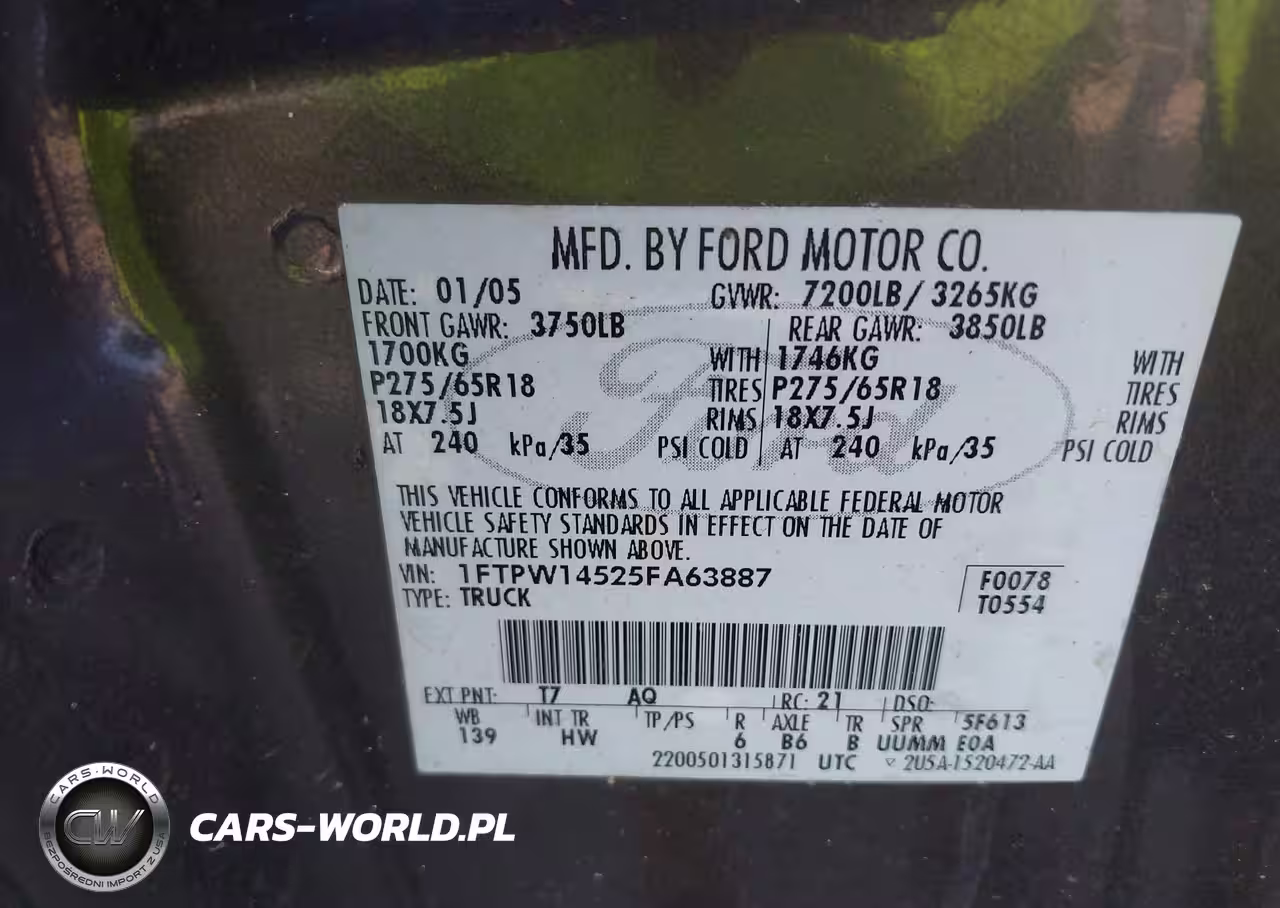 MFD. BY FORD MOTOR CO.
DATE: 01/05 GVWR: 7200LB / 3265KG
FRONT GAWR: 3750LB REAR GAWR: 3850LB
1700KG WITH 1746KG WITH
P275/65R18 TIRES P275/65R18 TIRES
18X7.5J RIMS 18X7.5J RIMS
AT 240 kPa/35 PSI COLD AT 240 kPa/35 PSI COLD
Ford
THIS VEHICLE CONFORMS TO ALL APPLICABLE FEDERAL MOTOR
VEHICLE SAFETY STANDARDS IN EFFECT ON THE DATE OF
MANUFACTURE SHOWN ABOVE.
VIN: 1FTPW14525FA63887 F0078
TYPE: TRUCK T0554
EXT PNT: T7 AQ RC: 21 DSO:
WB INT TR TP/PS R AXLE TR SPR 5F613
139 HW 6 B6 B UUMM E0A
2200501315871 UTC 2U5A-1520472-AA
CARS-WORLD
CW
BEZPOŚREDNI IMPORT Z USA
CARS-WORLD.PL